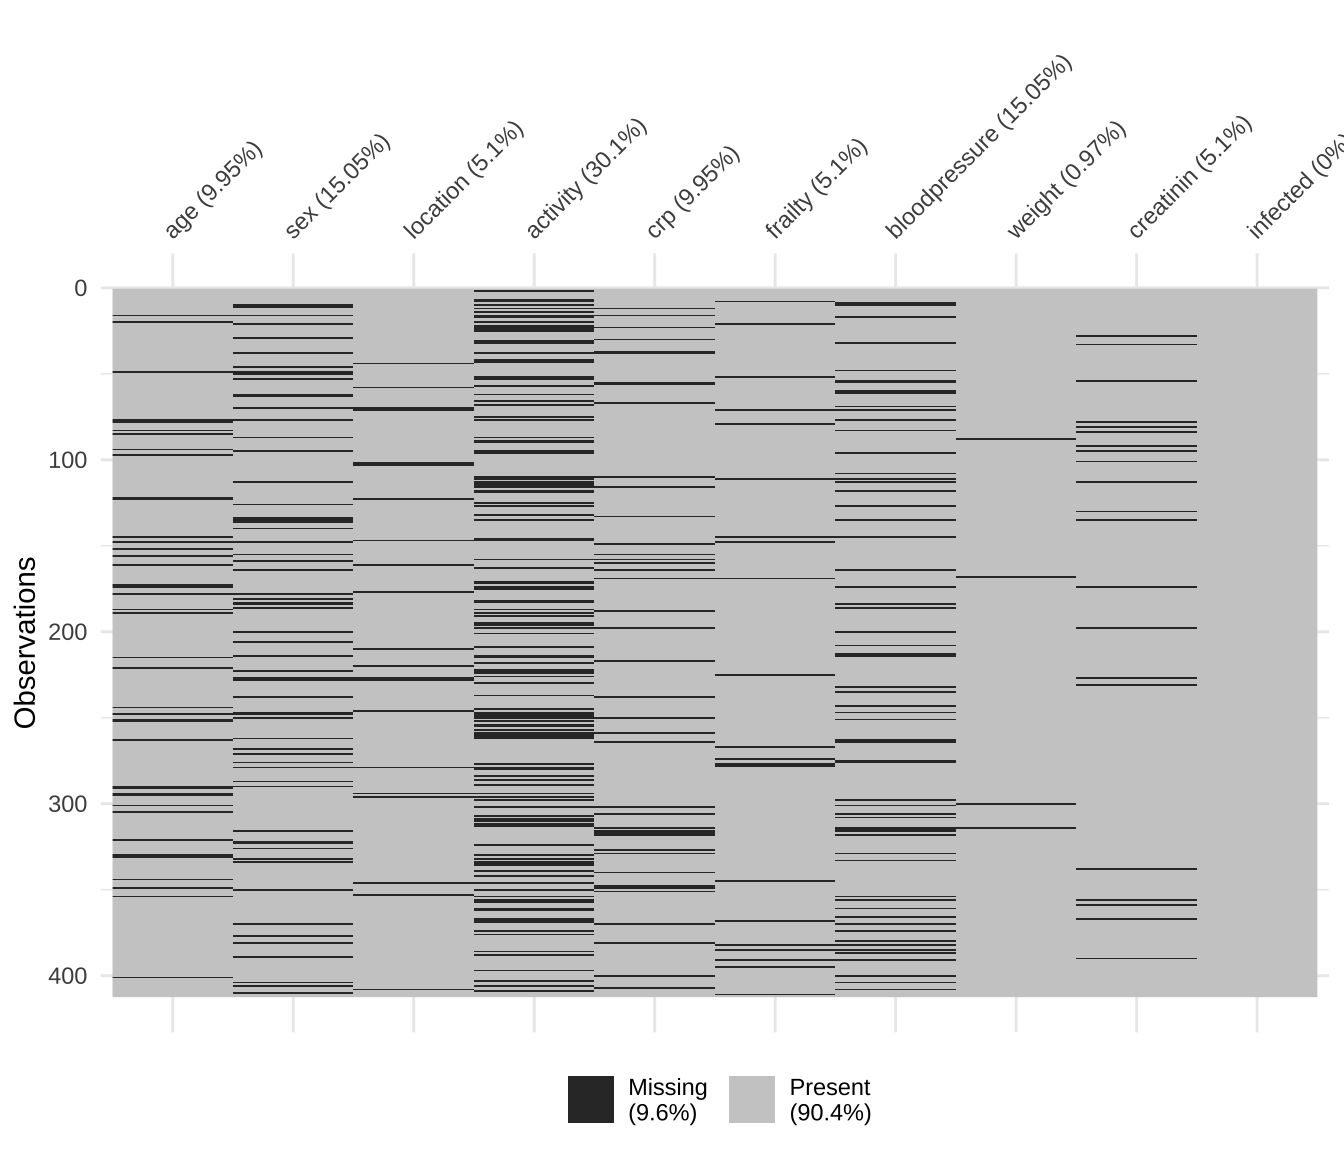 age (9.95%)
sex (15.05%)
location (5.1%)
activity (30.1%)
crp (9.95%)
frailty (5.1%)
bloodpressure (15.05%)
weight (0.97%)
creatinin (5.1%)
infected (0%
0
100
200
300
400
Observations
Missing
(9.6%)
Present
(90.4%)